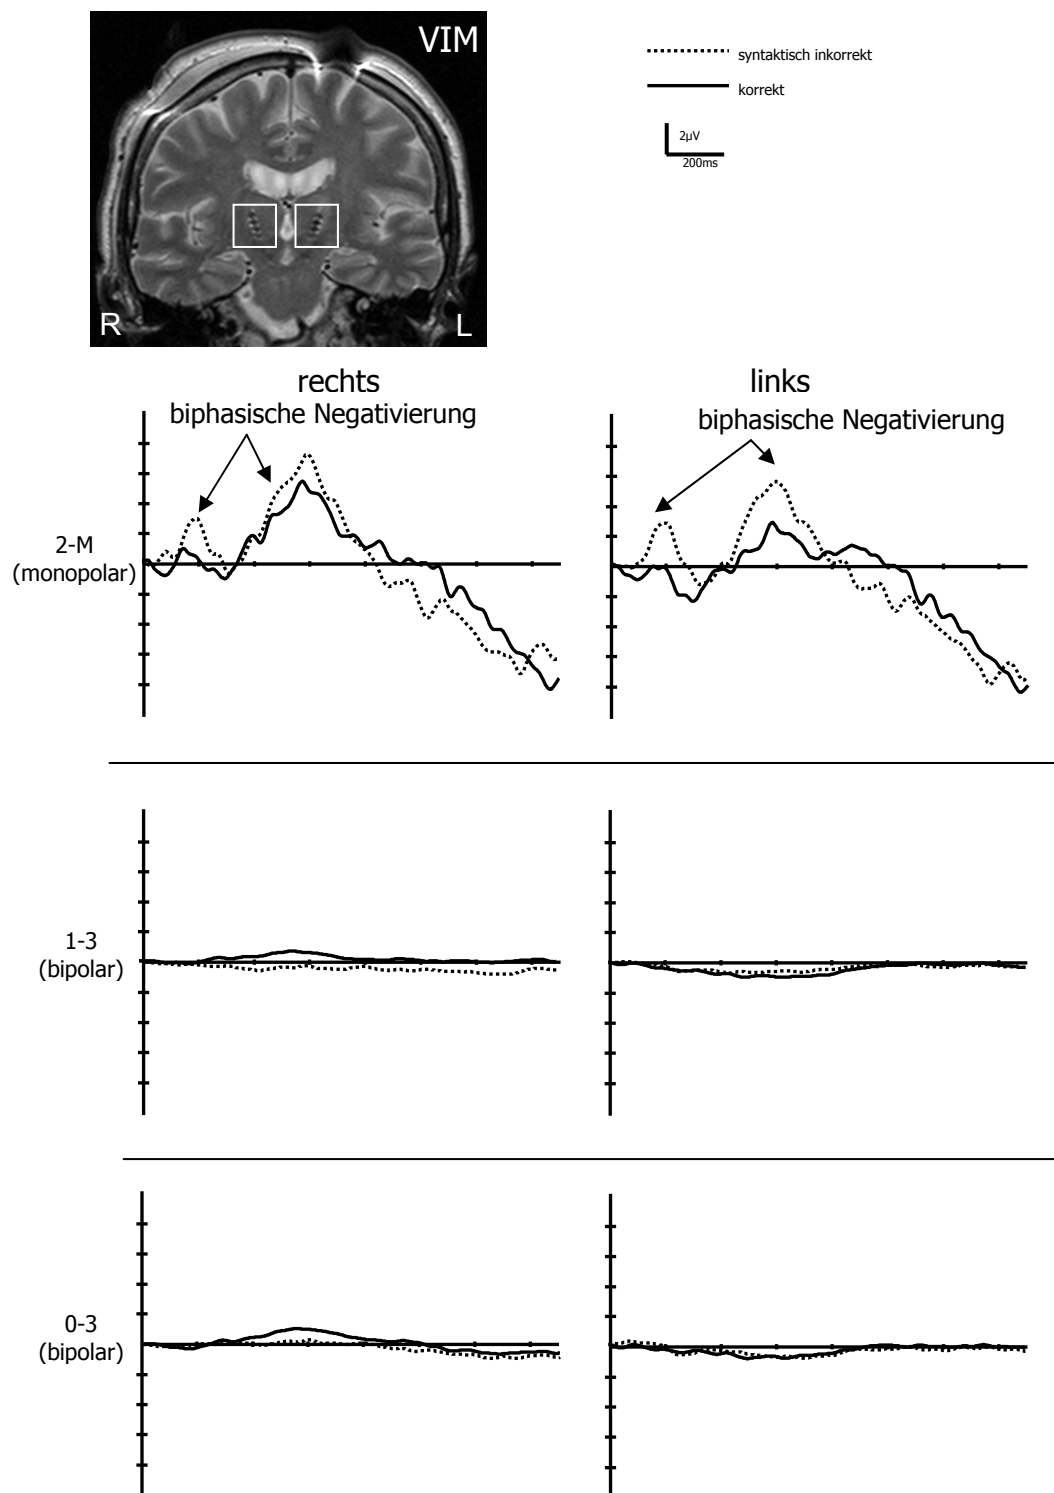 VIM
R
L
syntaktisch inkorrekt
korrekt
2µV
200ms
rechts
biphasische Negativierung
links
biphasische Negativierung
2-M
(monopolar)
1-3
(bipolar)
0-3
(bipolar)